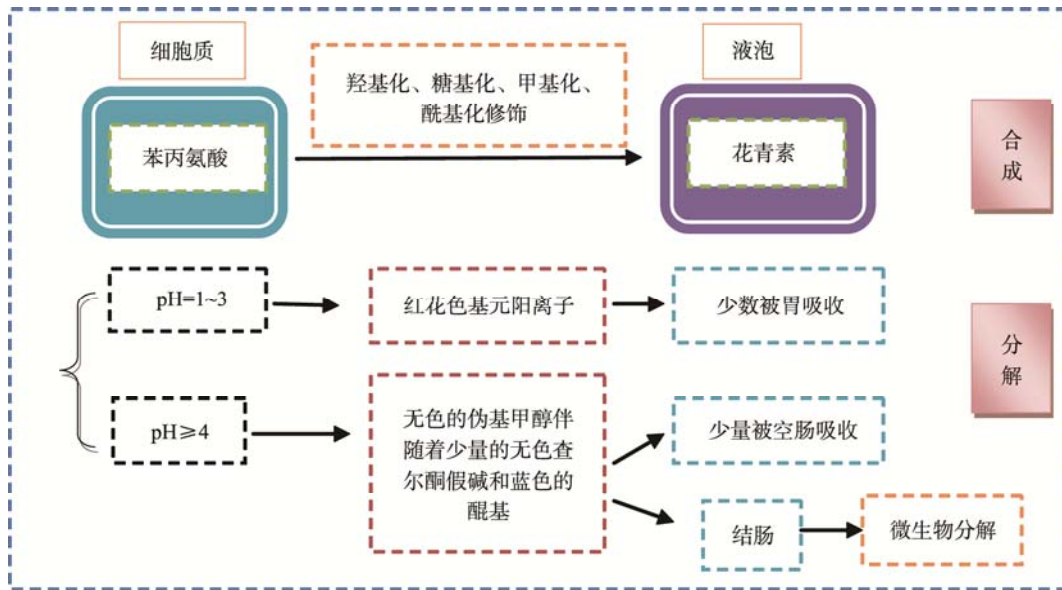 细胞质
羟基化、糖基化、甲基化、
酰基化修饰
液泡
苯丙氨酸
花青素
合
成
pH=1~3
红花色基元阳离子
少数被胃吸收
分
解
pH≥4
无色的伪基甲醇伴
随着少量的无色查
尔酮假碱和蓝色的
醌基
少量被空肠吸收
结肠
微生物分解